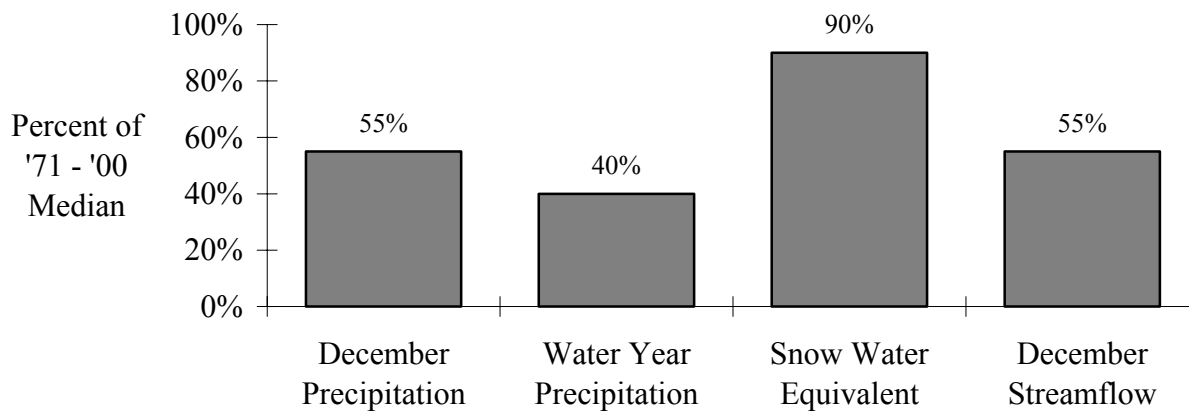 Percent of
'71 - '00
Median
100%
80%
60%
40%
20%
0%
55%
40%
90%
55%
December
Precipitation
Water Year
Precipitation
Snow Water
Equivalent
December
Streamflow